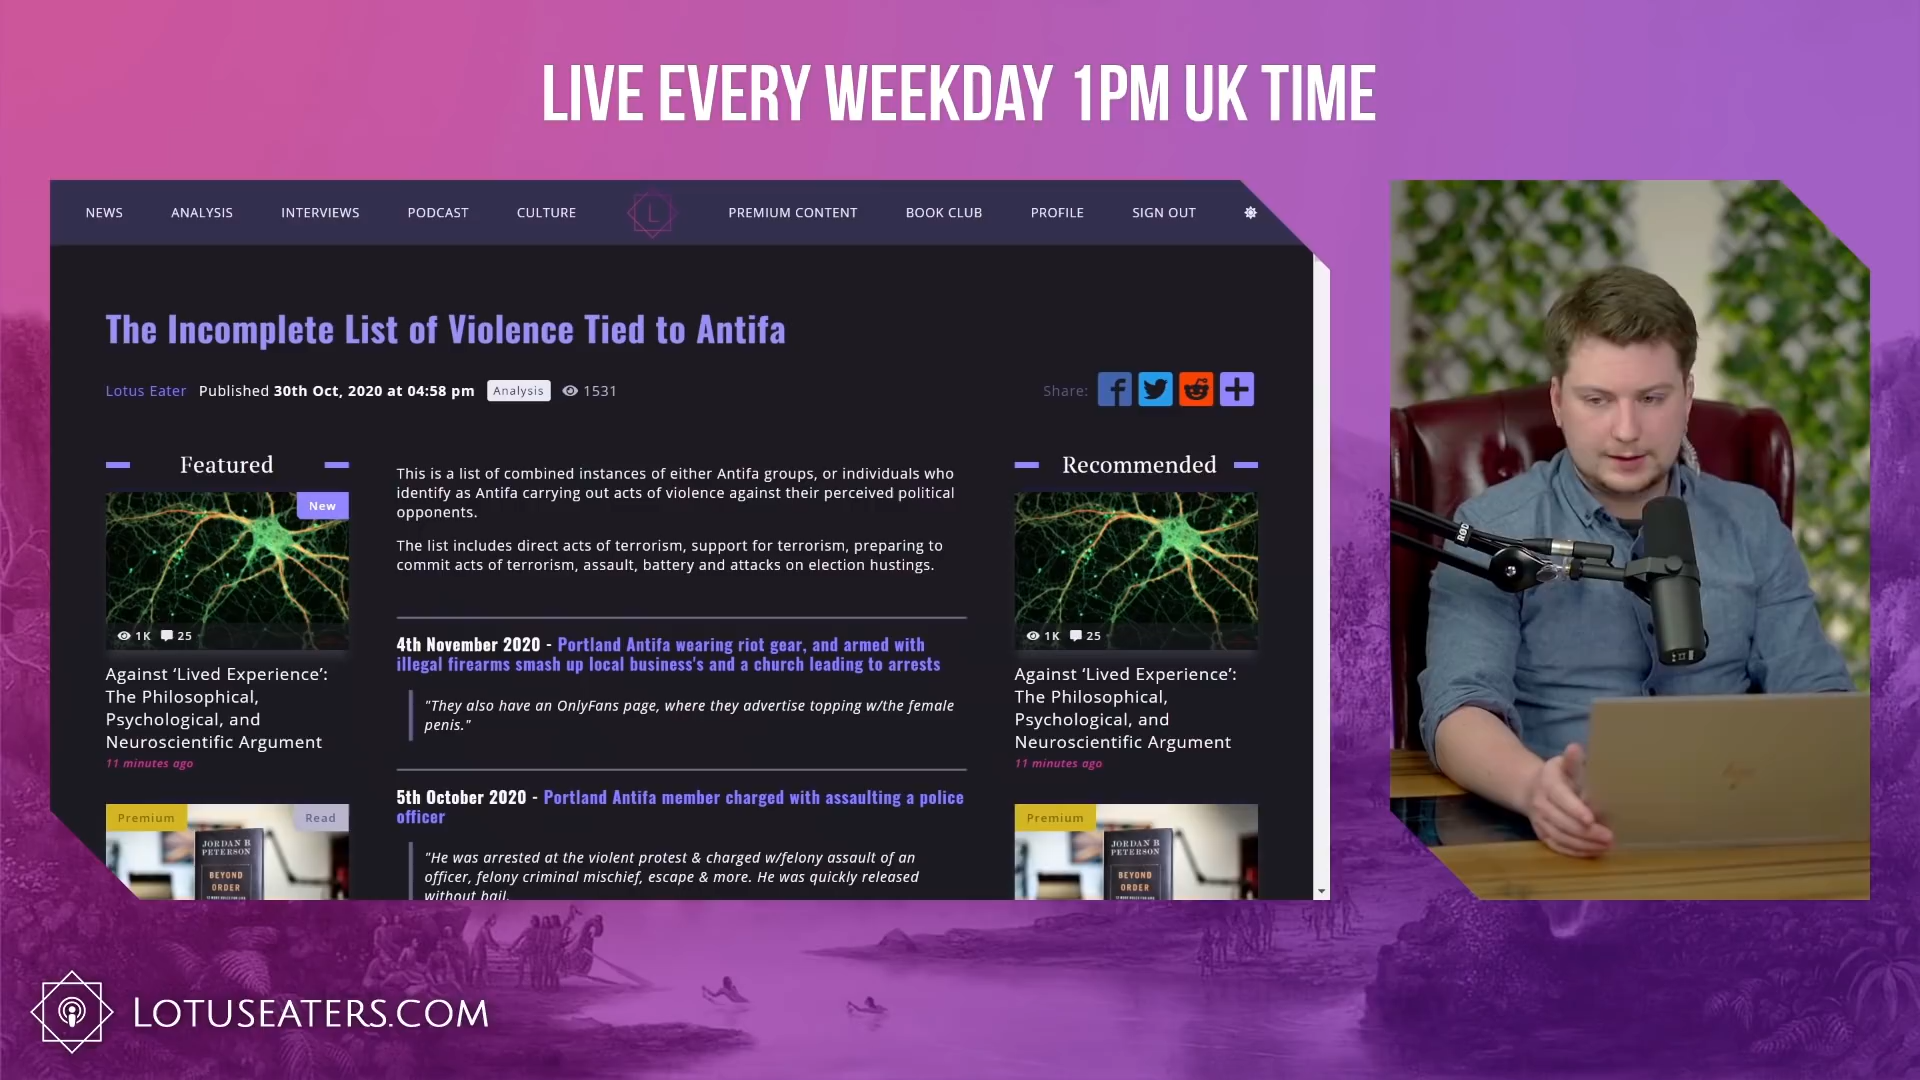 LIVE EVERY WEEKDAY 1PM UK TIME
NEWS ANALYSIS INTERVIEWS PODCAST CULTURE L PREMIUM CONTENT BOOK CLUB PROFILE SIGN OUT
The Incomplete List of Violence Tied to Antifa
Lotus Eater Published 30th Oct, 2020 at 04:58 pm Analysis 1531
Share:
Featured
New
1K 25
Against ‘Lived Experience’:
The Philosophical,
Psychological, and
Neuroscientific Argument
11 minutes ago
Premium
Read
JORDAN B
PETERSON
BEYOND
ORDER
This is a list of combined instances of either Antifa groups, or individuals who
identify as Antifa carrying out acts of violence against their perceived political
opponents.
The list includes direct acts of terrorism, support for terrorism, preparing to
commit acts of terrorism, assault, battery and attacks on election hustings.
4th November 2020 - Portland Antifa wearing riot gear, and armed with
illegal firearms smash up local business's and a church leading to arrests
"They also have an OnlyFans page, where they advertise topping w/the female
penis."
5th October 2020 - Portland Antifa member charged with assaulting a police
officer
"He was arrested at the violent protest & charged w/felony assault of an
officer, felony criminal mischief, escape & more. He was quickly released
without bail.
Recommended
1K 25
Against ‘Lived Experience’:
The Philosophical,
Psychological, and
Neuroscientific Argument
11 minutes ago
Premium
JORDAN B
PETERSON
BEYOND
ORDER
RØDE
LOTUSEATERS.COM